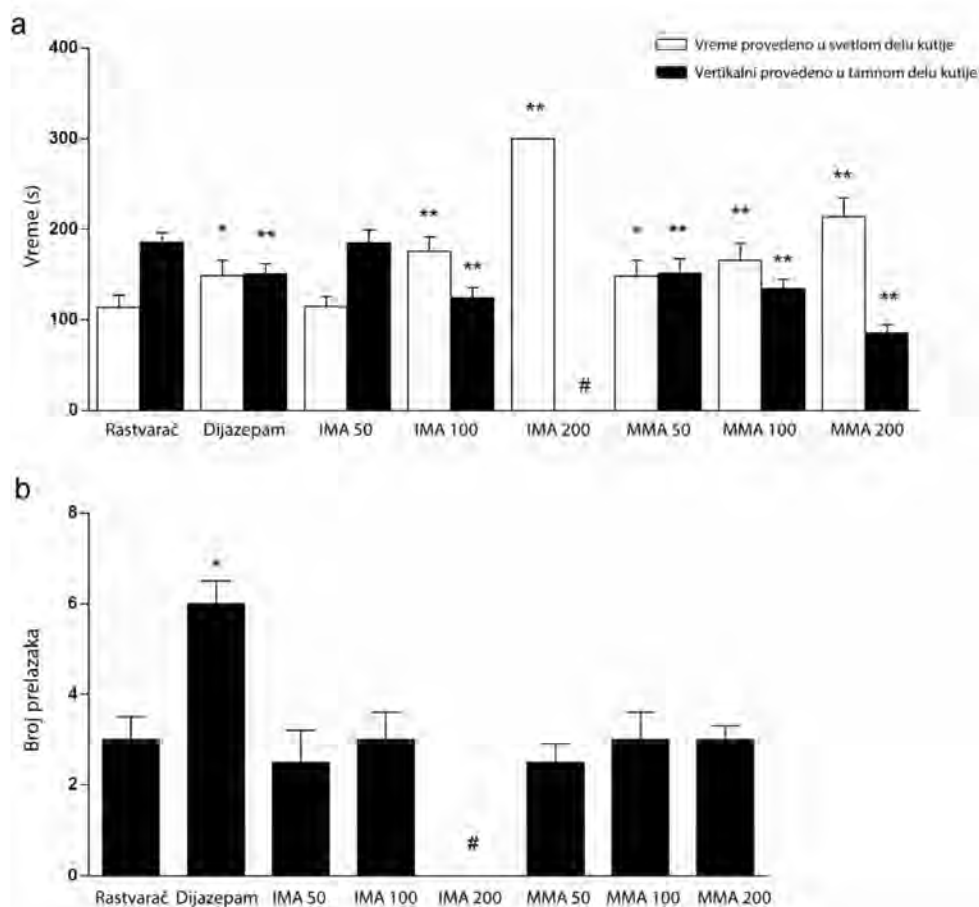 a
400
Vreme provedeno u svetlom delu kutije
Vertikalni provedeno u tamnom delu kutije
**
300
**
Vreme (s)
**
**
200
* ** ** * ** **
**
100
#
0
Rastvarač Dijazepam IMA 50 IMA 100 IMA 200 MMA 50 MMA 100 MMA 200
b
8
*
6
Broj prelazaka
4
2
#
0
Rastvarač Dijazepam IMA 50 IMA 100 IMA 200 MMA 50 MMA 100 MMA 200